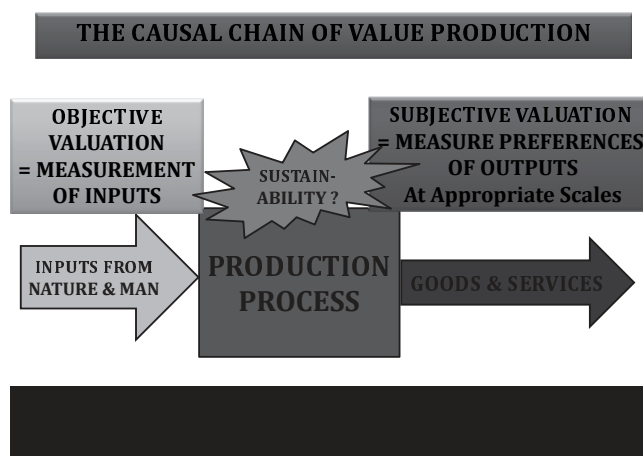 THE CAUSAL CHAIN OF VALUE PRODUCTION
OBJECTIVE
VALUATION
= MEASUREMENT
OF INPUTS
SUBJECTIVE VALUATION
= MEASURE PREFERENCES
OF OUTPUTS
At Appropriate Scales
SUSTAIN-
ABILITY ?
INPUTS FROM
NATURE & MAN
PRODUCTION
PROCESS
GOODS & SERVICES